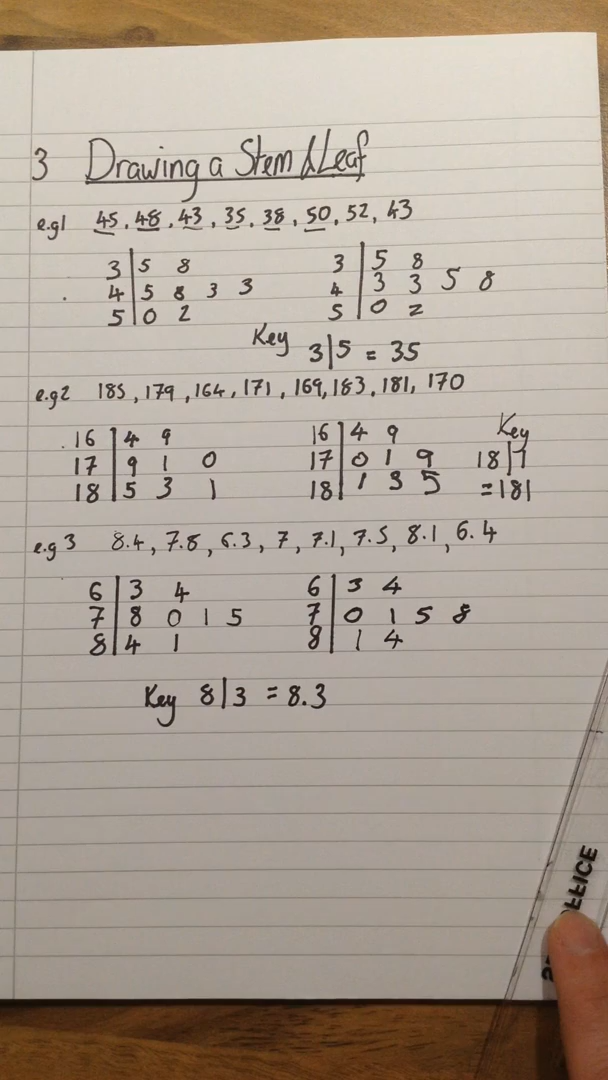 3 Drawing a Stem & Leaf
e.g1 45, 48, 43, 35, 38, 50, 52, 43
3 | 5 8
4 | 5 8 3 3
5 | 0 2
3 | 5 8
4 | 3 3 5 8
5 | 0 2
Key 3|5 = 35
e.g2 185, 179, 164, 171, 169, 183, 181, 170
16 | 4 9
17 | 9 1 0
18 | 5 3 1
16 | 4 9
17 | 0 1 9
18 | 1 3 5
Key
18|1
=181
e.g3 8.4, 7.8, 6.3, 7, 7.1, 7.5, 8.1, 6.4
6 | 3 4
7 | 8 0 1 5
8 | 4 1
6 | 3 4
7 | 0 1 5 8
8 | 1 4
Key 8|3 = 8.3